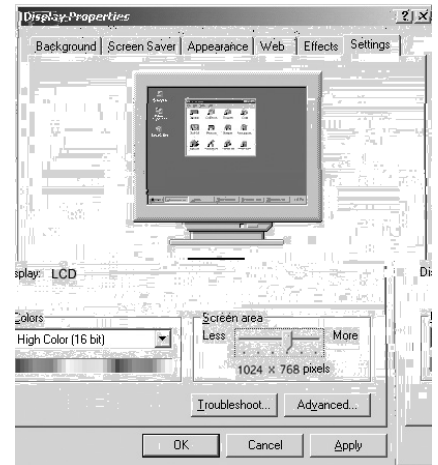 Display Properties
Background Screen Saver Appearance Web Effects Settings
splay: LCD
Di
Colors
Screen area
High Color (16 bit)
Less More
1024 × 768 pixels
Troubleshoot... Advanced...
OK Cancel Apply